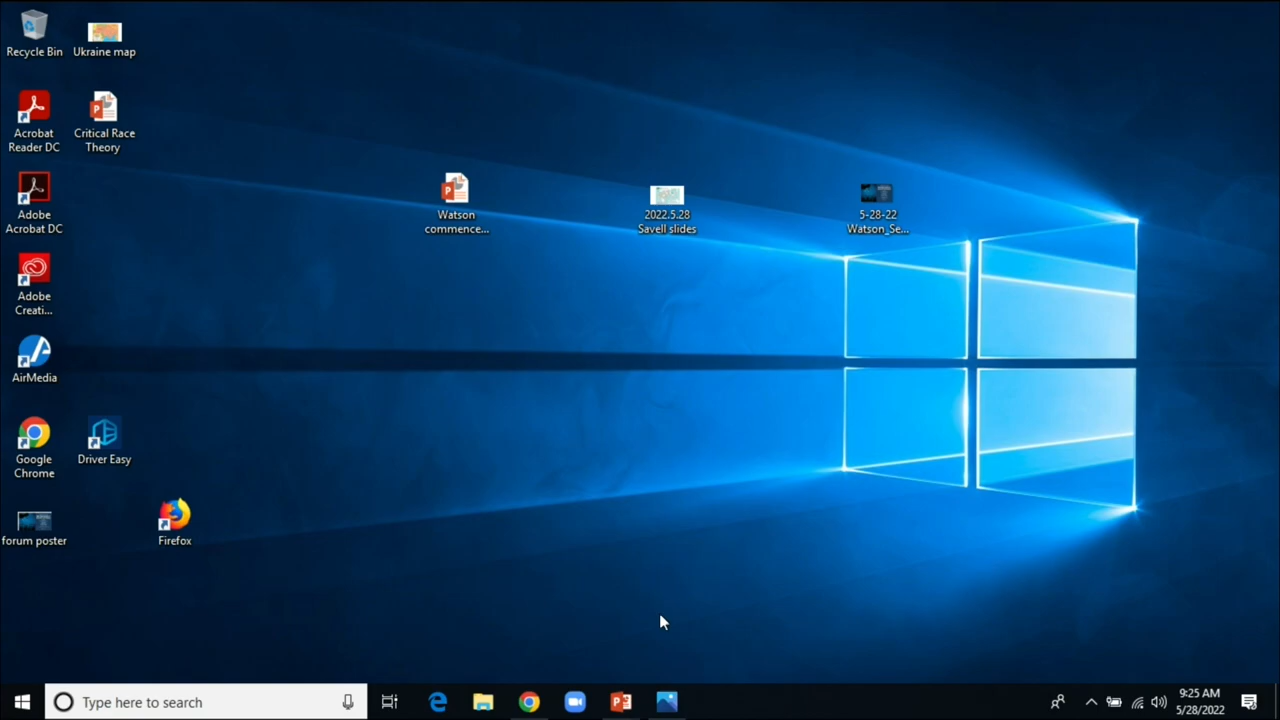 Recycle Bin
Ukraine map
Acrobat
Reader DC
Critical Race
Theory
Adobe
Acrobat DC
Watson
commence...
2022.5.28
Savell slides
5-28-22
Watson_Se...
Adobe
Creati...
AirMedia
Google
Chrome
Driver Easy
forum poster
Firefox
Type here to search
9:25 AM
5/28/2022